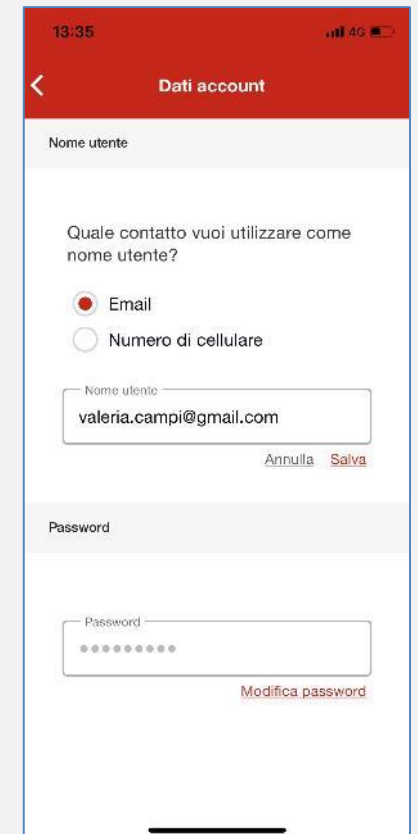 13:35
4G
Dati account
Nome utente
Quale contatto vuoi utilizzare come
nome utente?
Email
Numero di cellulare
Nome utente
valeria.campi@gmail.com
Annulla Salva
Password
Password
Modifica password